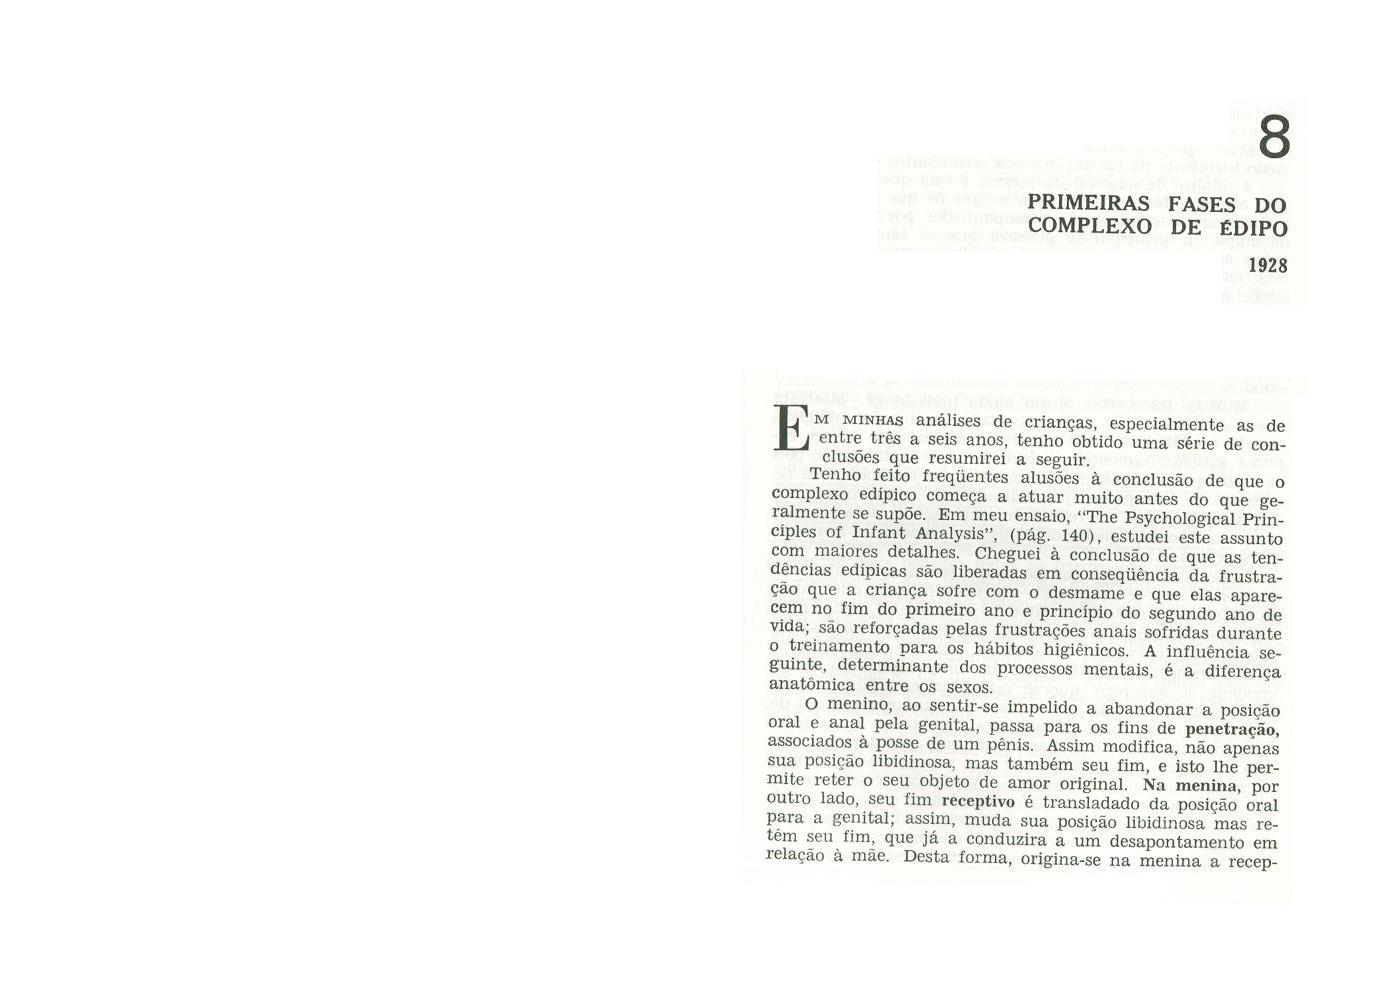 8
PRIMEIRAS FASES DO
COMPLEXO DE ÉDIPO
1928
EM MINHAS análises de crianças, especialmente as de
entre três a seis anos, tenho obtido uma série de con-
clusões que resumirei a seguir.
Tenho feito freqüentes alusões à conclusão de que o
complexo edípico começa a atuar muito antes do que ge-
ralmente se supõe. Em meu ensaio, “The Psychological Prin-
ciples of Infant Analysis”, (pág. 140), estudei este assunto
com maiores detalhes. Cheguei à conclusão de que as ten-
dências edípicas são liberadas em conseqüência da frustra-
ção que a criança sofre com o desmame e que elas apare-
cem no fim do primeiro ano e princípio do segundo ano de
vida; são reforçadas pelas frustrações anais sofridas durante
o treinamento para os hábitos higiênicos. A influência se-
guinte, determinante dos processos mentais, é a diferença
anatômica entre os sexos.
O menino, ao sentir-se impelido a abandonar a posição
oral e anal pela genital, passa para os fins de penetração,
associados à posse de um pênis. Assim modifica, não apenas
sua posição libidinosa, mas também seu fim, e isto lhe per-
mite reter o seu objeto de amor original. Na menina, por
outro lado, seu fim receptivo é transladado da posição oral
para a genital; assim, muda sua posição libidinosa mas re-
tém seu fim, que já a conduzira a um desapontamento em
relação à mãe. Desta forma, origina-se na menina a recep-